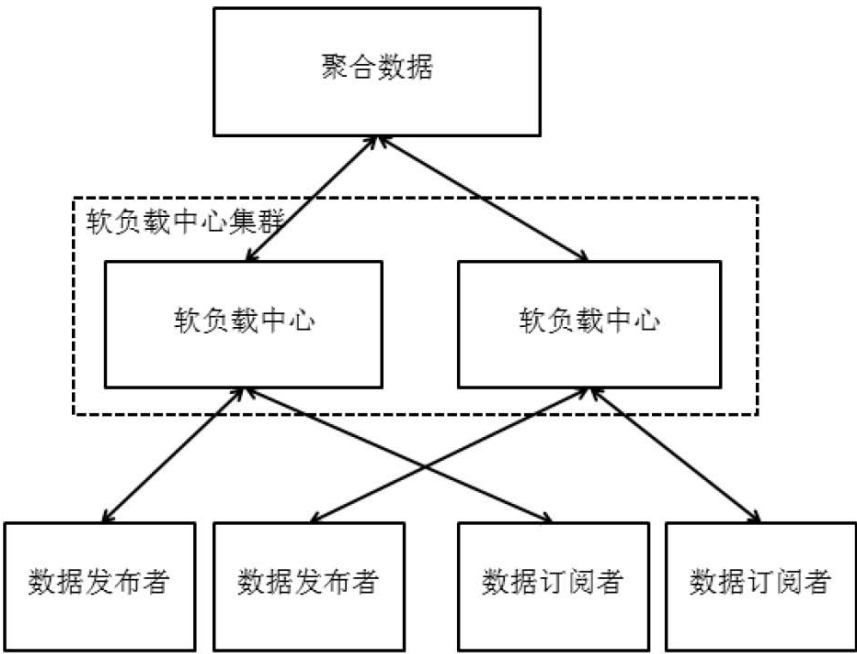 聚合数据
软负载中心集群
软负载中心
软负载中心
数据发布者
数据发布者
数据订阅者
数据订阅者